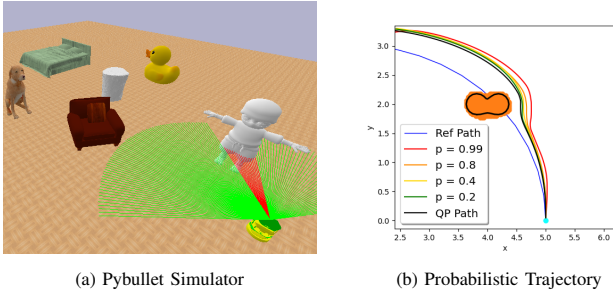 3.0
2.5
2.0
1.5
1.0
0.5
0.0
y
Ref Path
p = 0.99
p = 0.8
p = 0.4
p = 0.2
QP Path
2.5 3.0 3.5 4.0 4.5 5.0 5.5 6.0
x
(a) Pybullet Simulator
(b) Probabilistic Trajectory